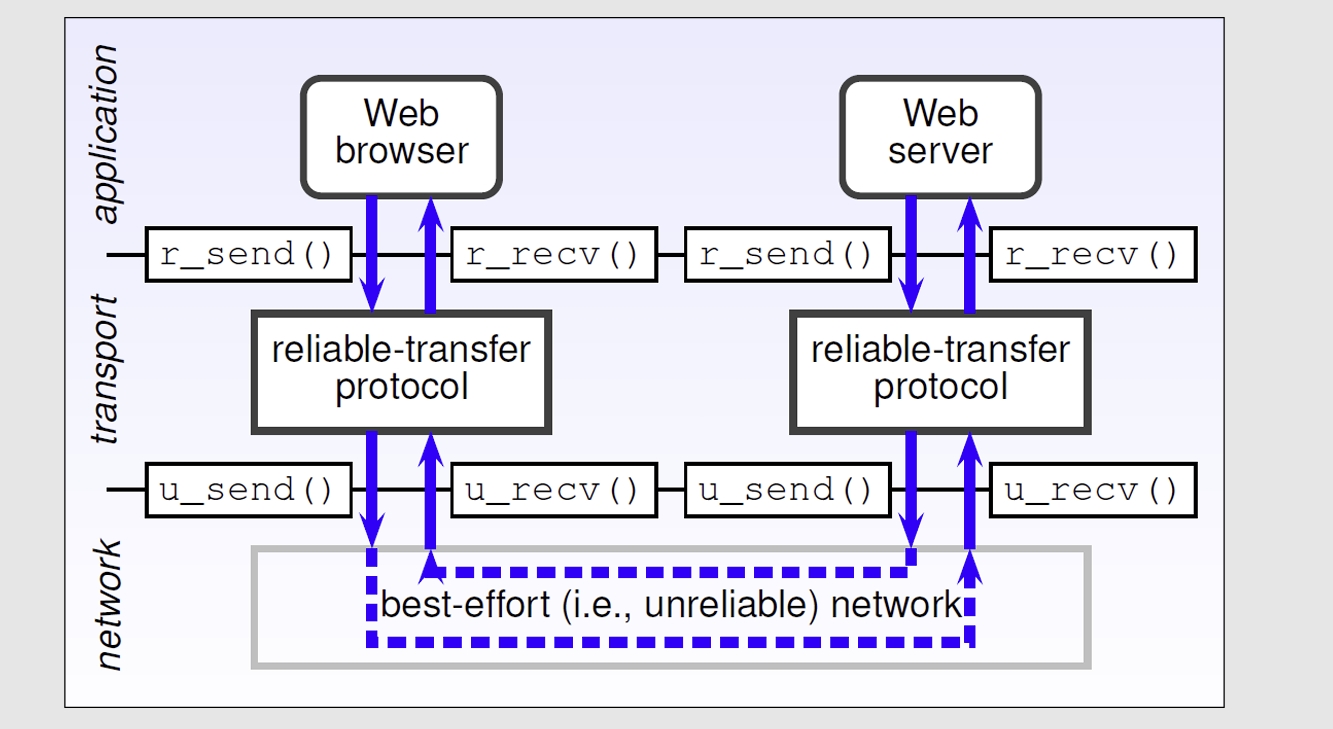 application
Web
browser
Web
server
r_send()
r_recv()
r_send()
r_recv()
transport
reliable-transfer
protocol
reliable-transfer
protocol
u_send()
u_recv()
u_send()
u_recv()
network
best-effort (i.e., unreliable) network